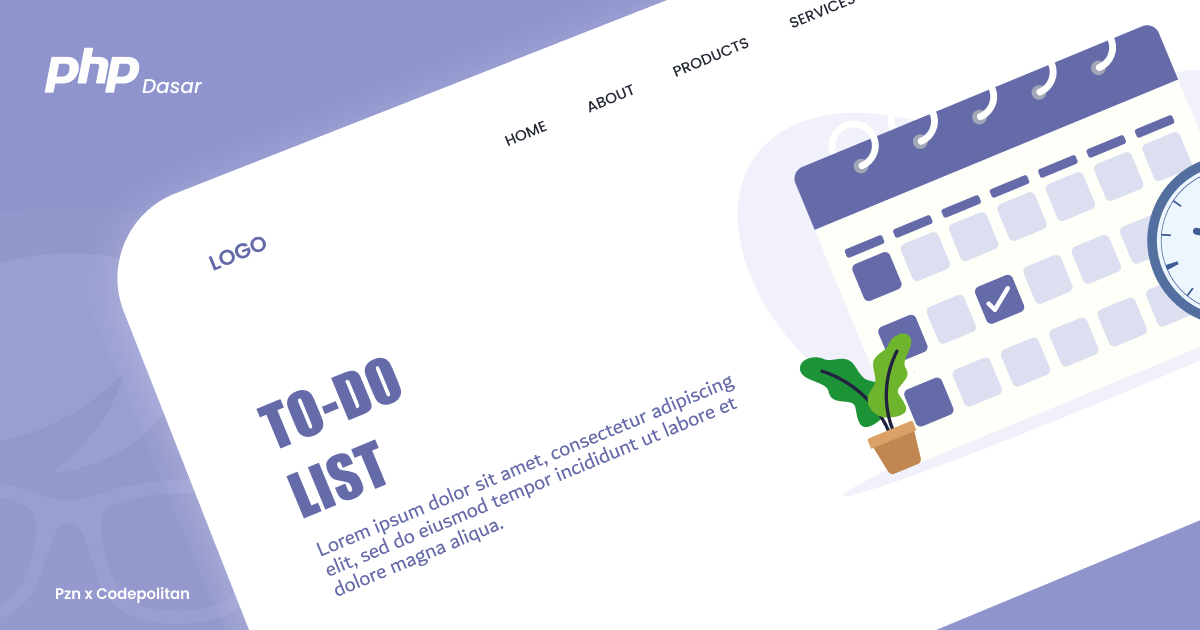 php Dasar
HOME ABOUT PRODUCTS SERVICES
LOGO
TO-DO
LIST
Lorem ipsum dolor sit amet, consectetur adipiscing
elit, sed do eiusmod tempor incididunt ut labore et
dolore magna aliqua.
Pzn x Codepolitan